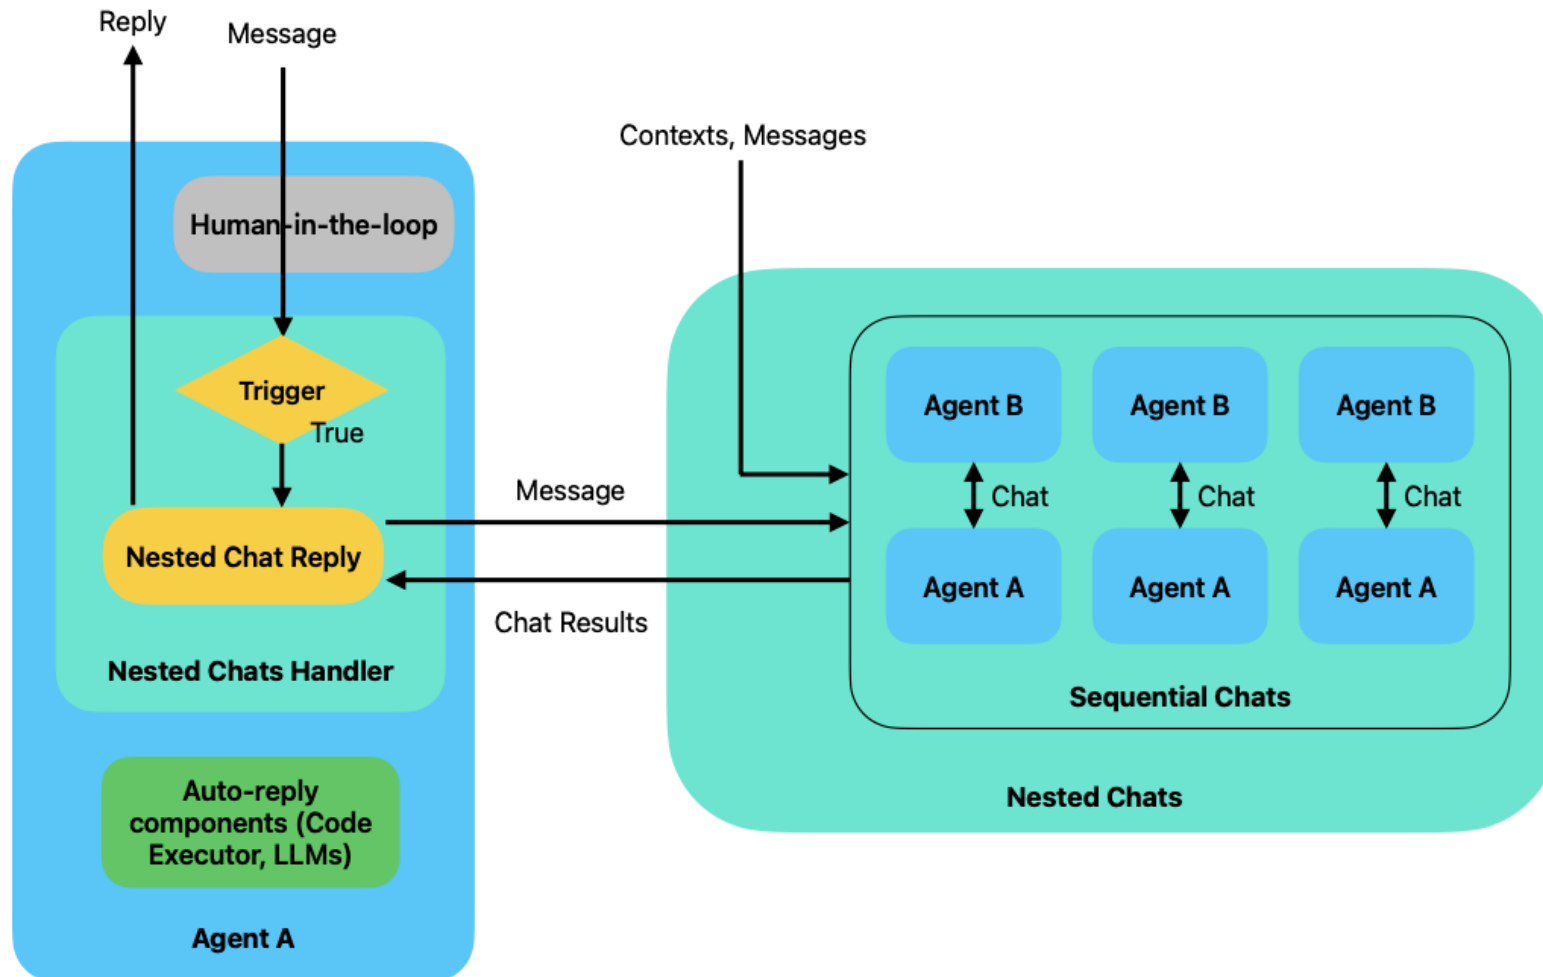 Reply
Message
Human-in-the-loop
Trigger
True
Nested Chat Reply
Nested Chats Handler
Auto-reply
components (Code
Executor, LLMs)
Agent A
Message
Chat Results
Contexts, Messages
Agent B
Agent B
Agent B
Chat
Chat
Chat
Agent A
Agent A
Agent A
Sequential Chats
Nested Chats